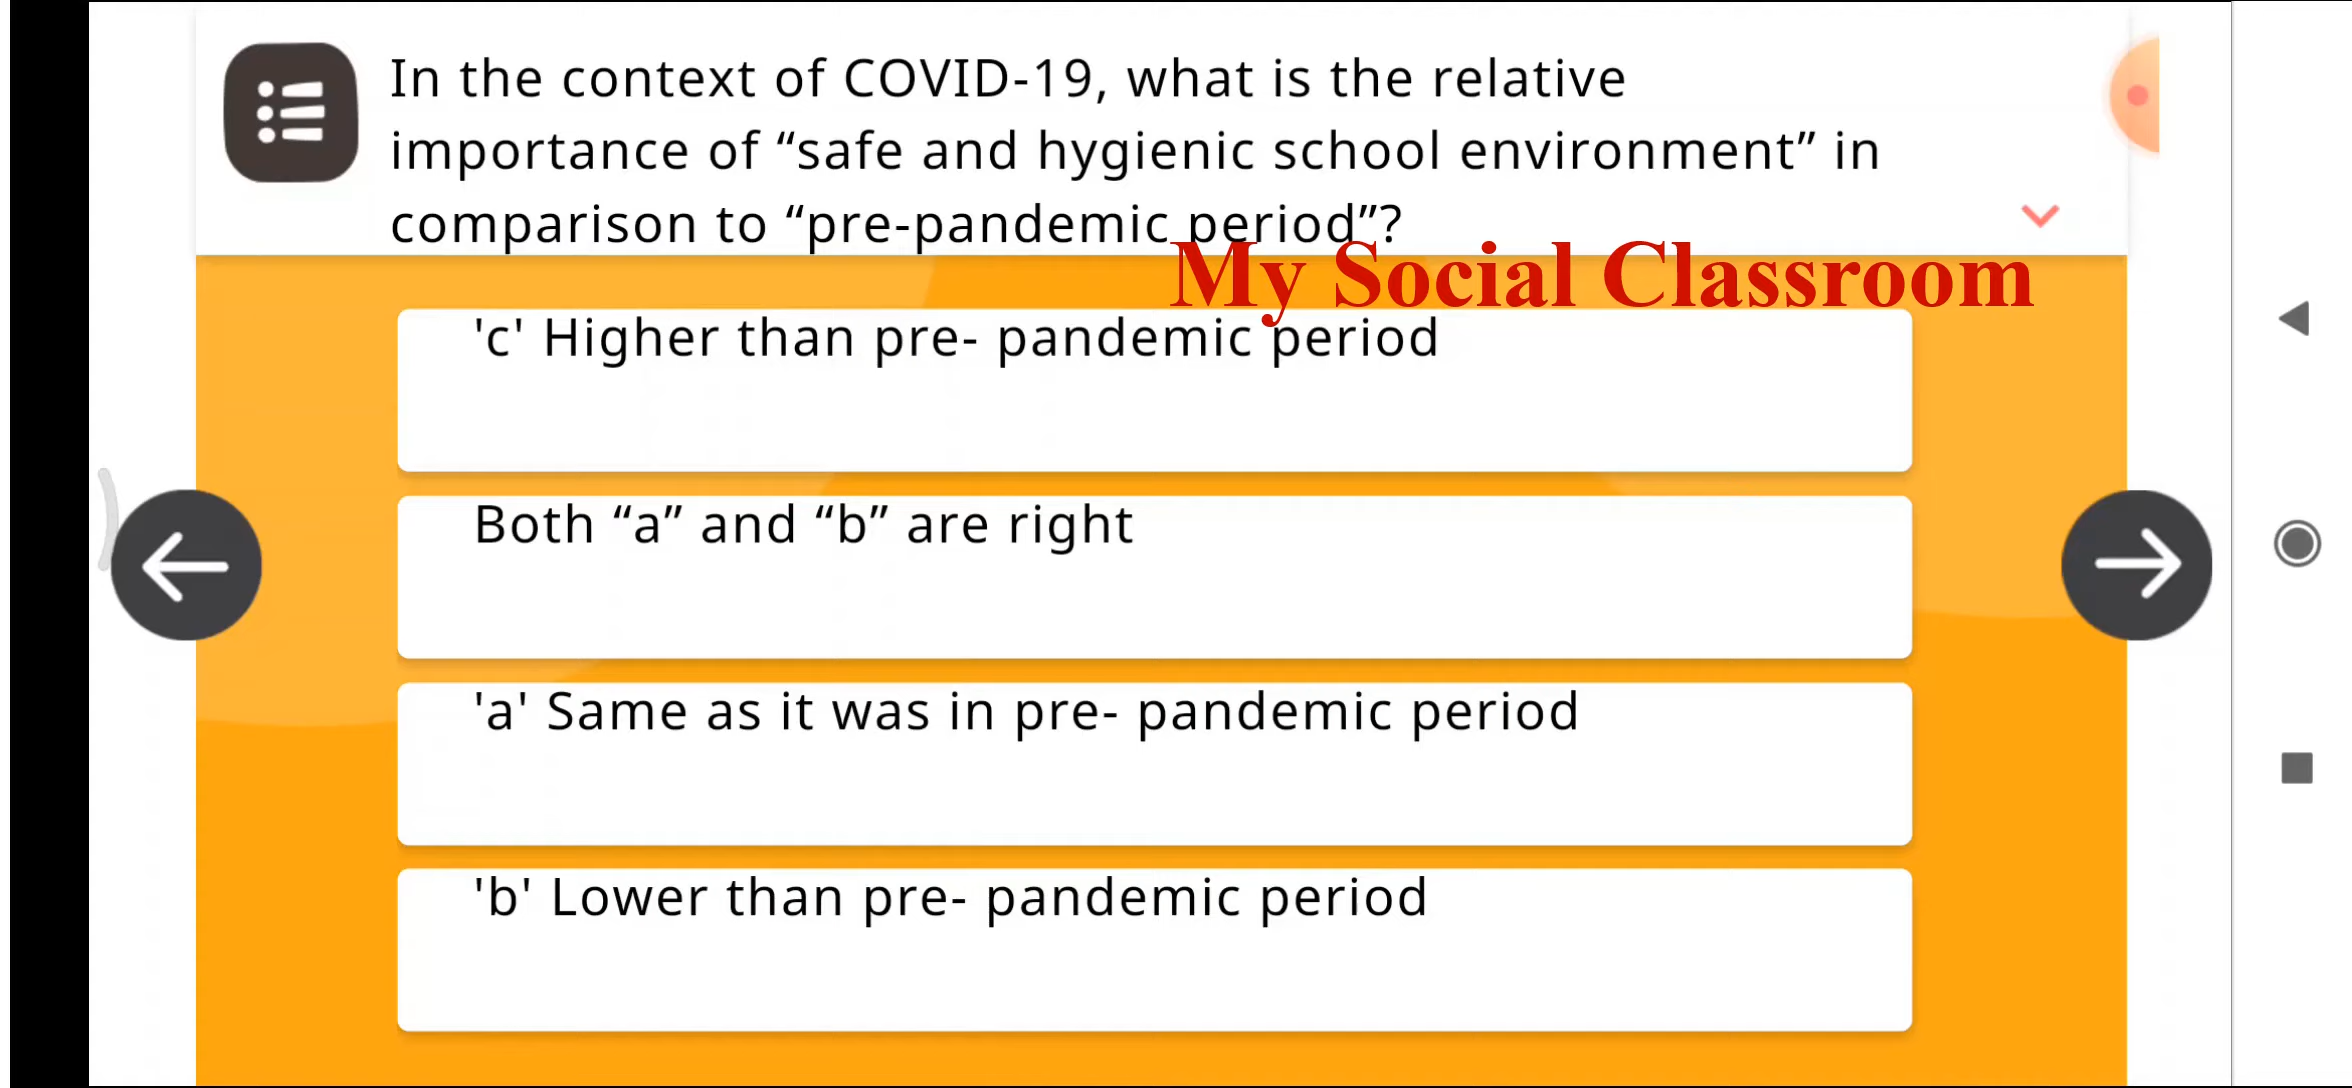 In the context of COVID-19, what is the relative
importance of “safe and hygienic school environment” in
comparison to “pre-pandemic period”?
My Social Classroom
'c' Higher than pre- pandemic period
Both “a” and “b” are right
'a' Same as it was in pre- pandemic period
'b' Lower than pre- pandemic period